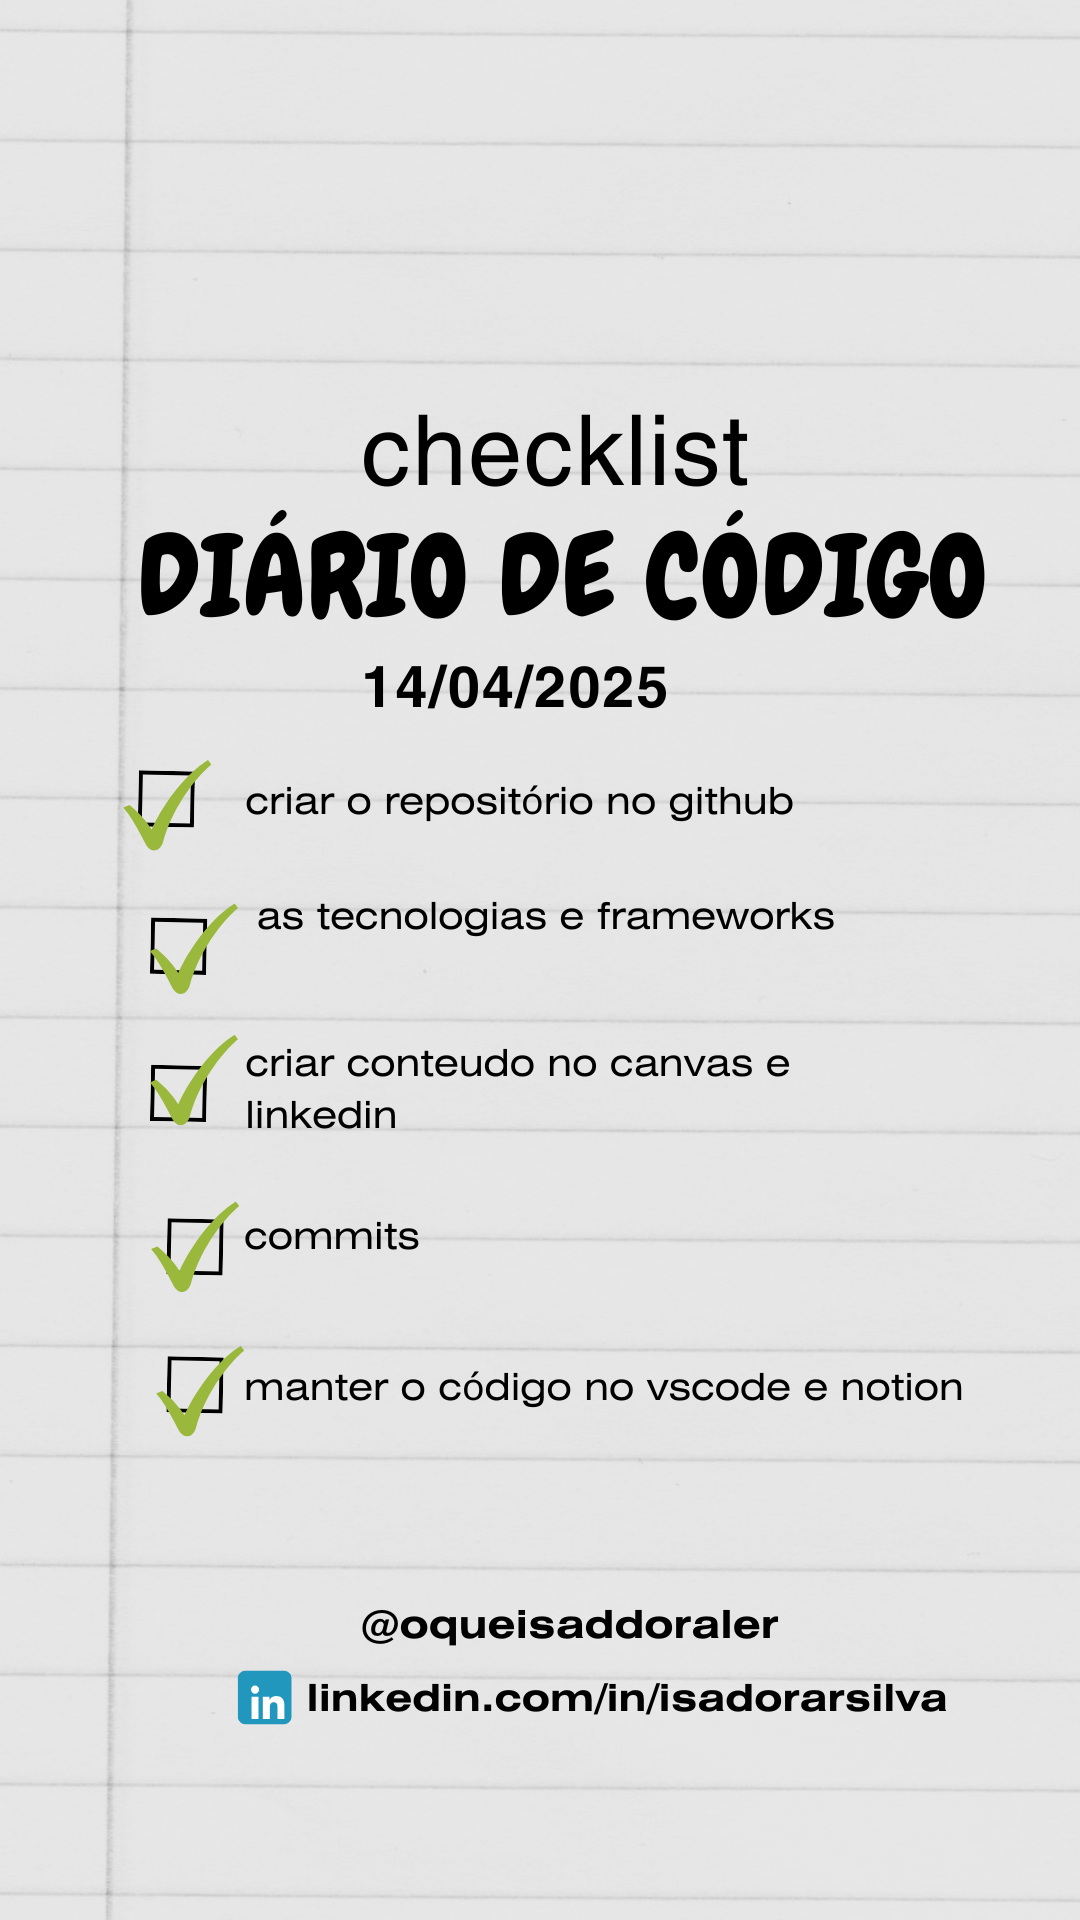 checklist
DIÁRIO DE CÓDIGO
14/04/2025
criar o repositório no github
as tecnologias e frameworks
criar conteudo no canvas e
linkedin
commits
manter o código no vscode e notion
@oqueisaddoraler
in linkedin.com/in/isadorarsilva